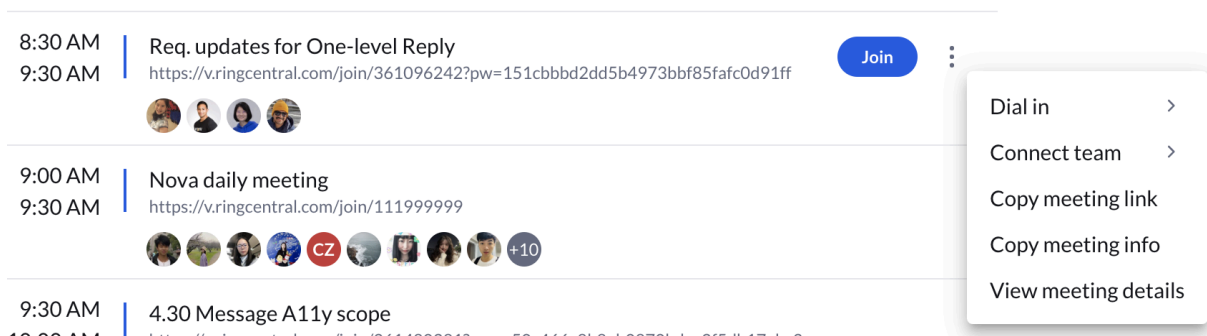 8:30 AM
9:30 AM
Req. updates for One-level Reply
https://v.ringcentral.com/join/361096242?pw=151cbbbd2dd5b4973bbf85fafc0d91ff
Join
9:00 AM
9:30 AM
Nova daily meeting
https://v.ringcentral.com/join/111999999
CZ
+10
9:30 AM
4.30 Message A11y scope
Dial in
Connect team
Copy meeting link
Copy meeting info
View meeting details